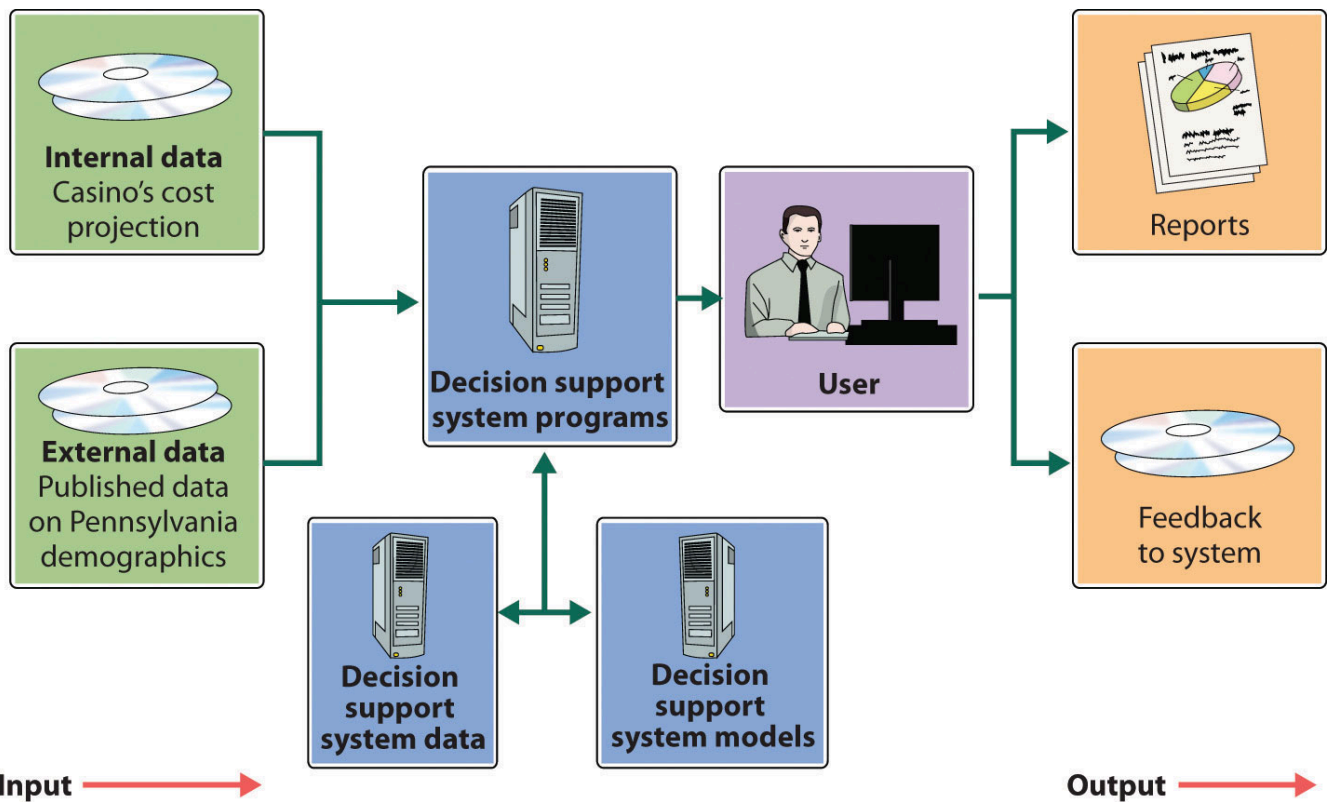 Internal data
Casino’s cost
projection
External data
Published data
on Pennsylvania
demographics
Decision support
system programs
User
Decision
support
system data
Decision
support
system models
Reports
Feedback
to system
Input
Output